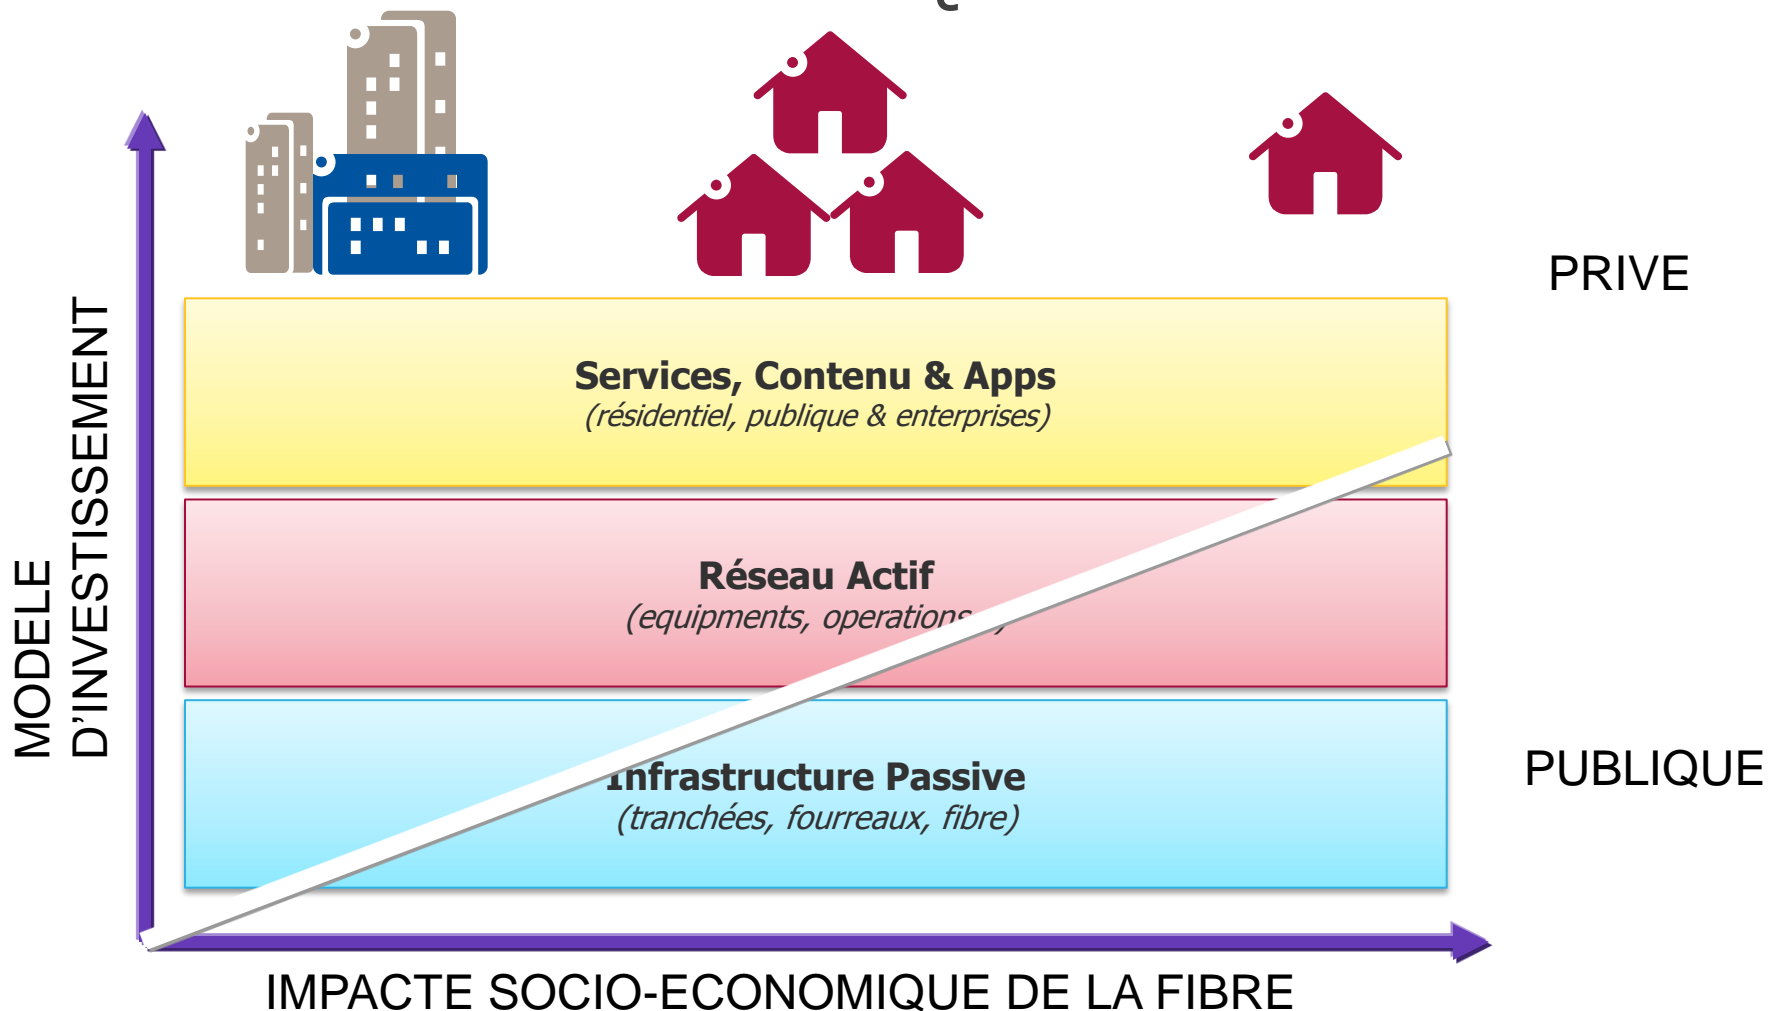 PRIVE
MODELE
D'INVESTISSEMENT
Services, Contenu & Apps
(résidentiel, publique & enterprises)
Réseau Actif
(equipments, operations
Infrastructure Passive
(tranchées, fourreaux, fibre)
PUBLIQUE
IMPACTE SOCIO-ECONOMIQUE DE LA FIBRE